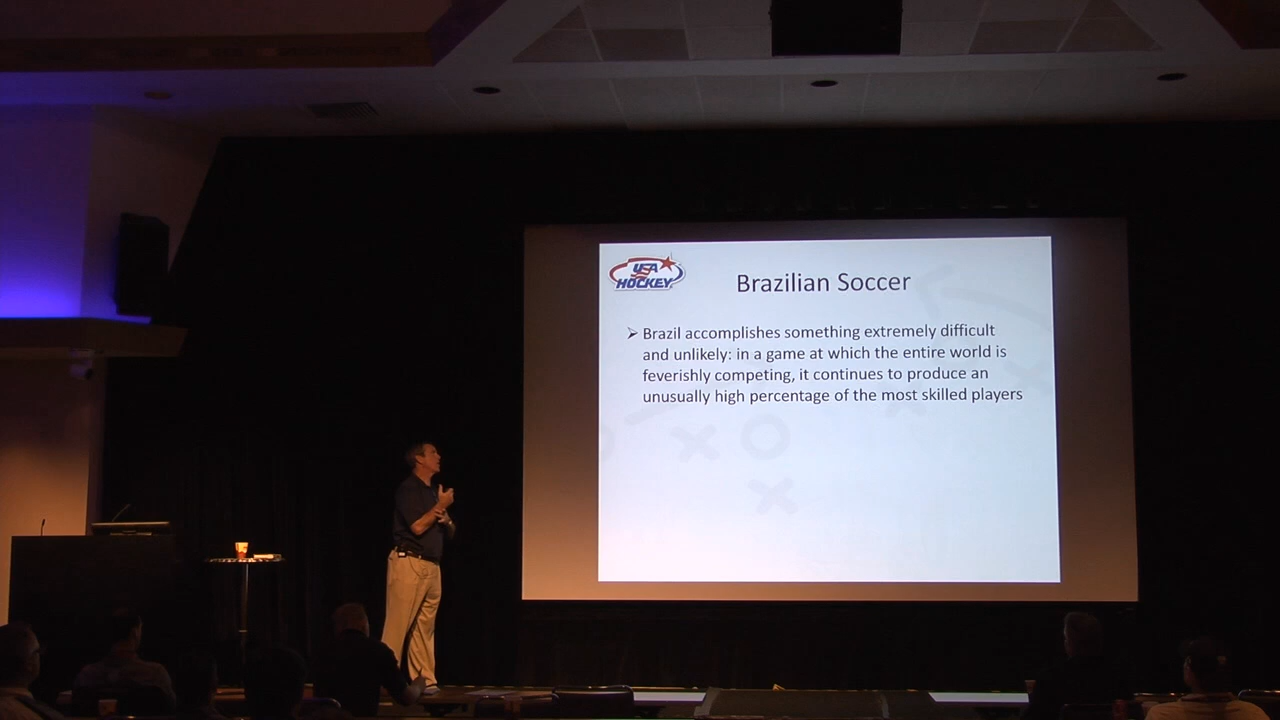 USA
HOCKEY
Brazilian Soccer
Brazil accomplishes something extremely difficult
and unlikely: in a game at which the entire world is
feverishly competing, it continues to produce an
unusually high percentage of the most skilled players